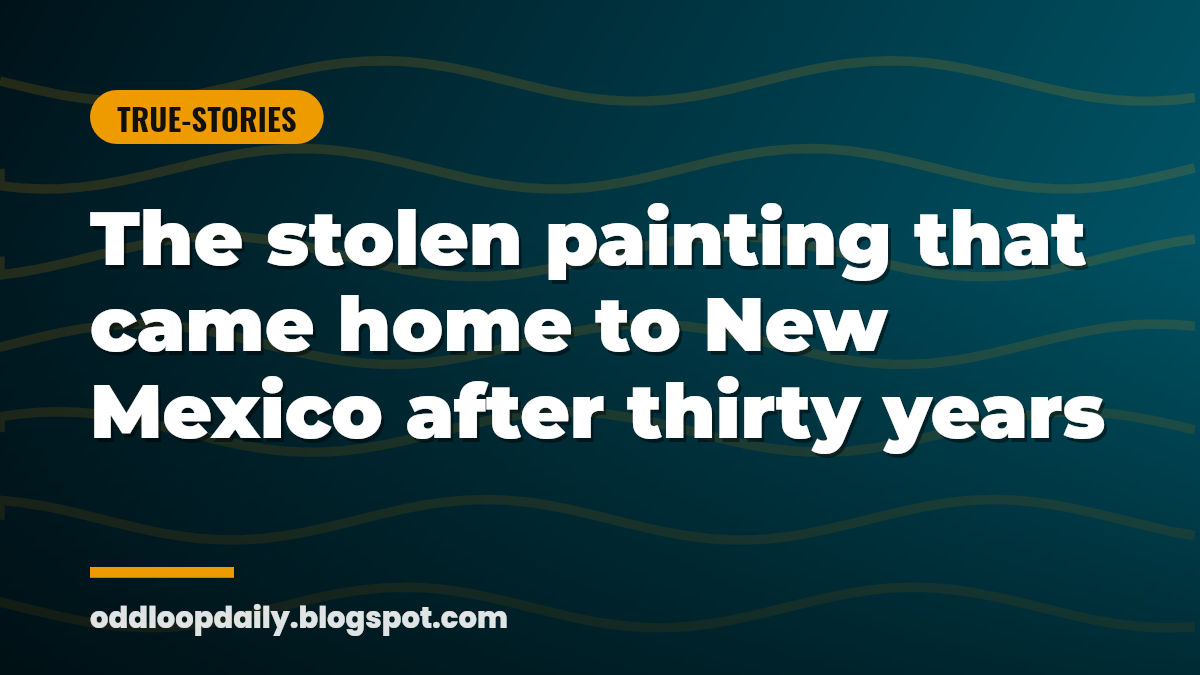 TRUE-STORIES
The stolen painting that
came home to New
Mexico after thirty years
oddloopdaily.blogspot.com